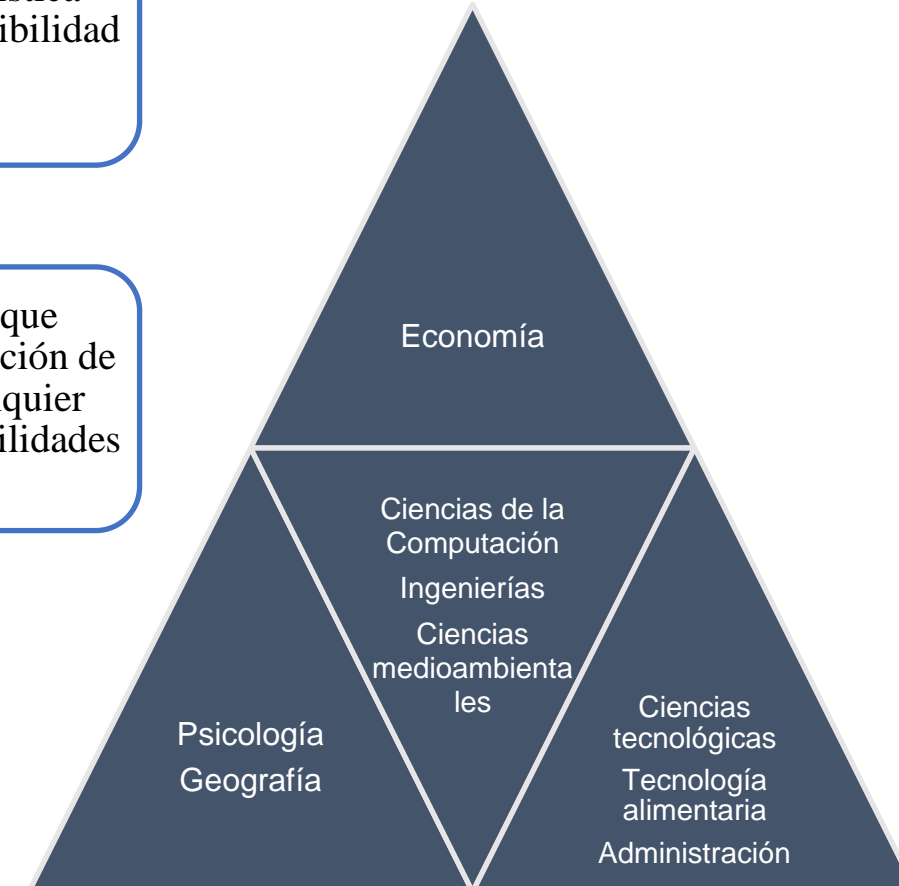 ibilidad
que
ción de
quier
ilidades
Economía
Ciencias de la
Computación
Ingenierías
Ciencias
medioambienta
les
Psicología
Geografía
Ciencias
tecnológicas
Tecnología
alimentaria
Administración